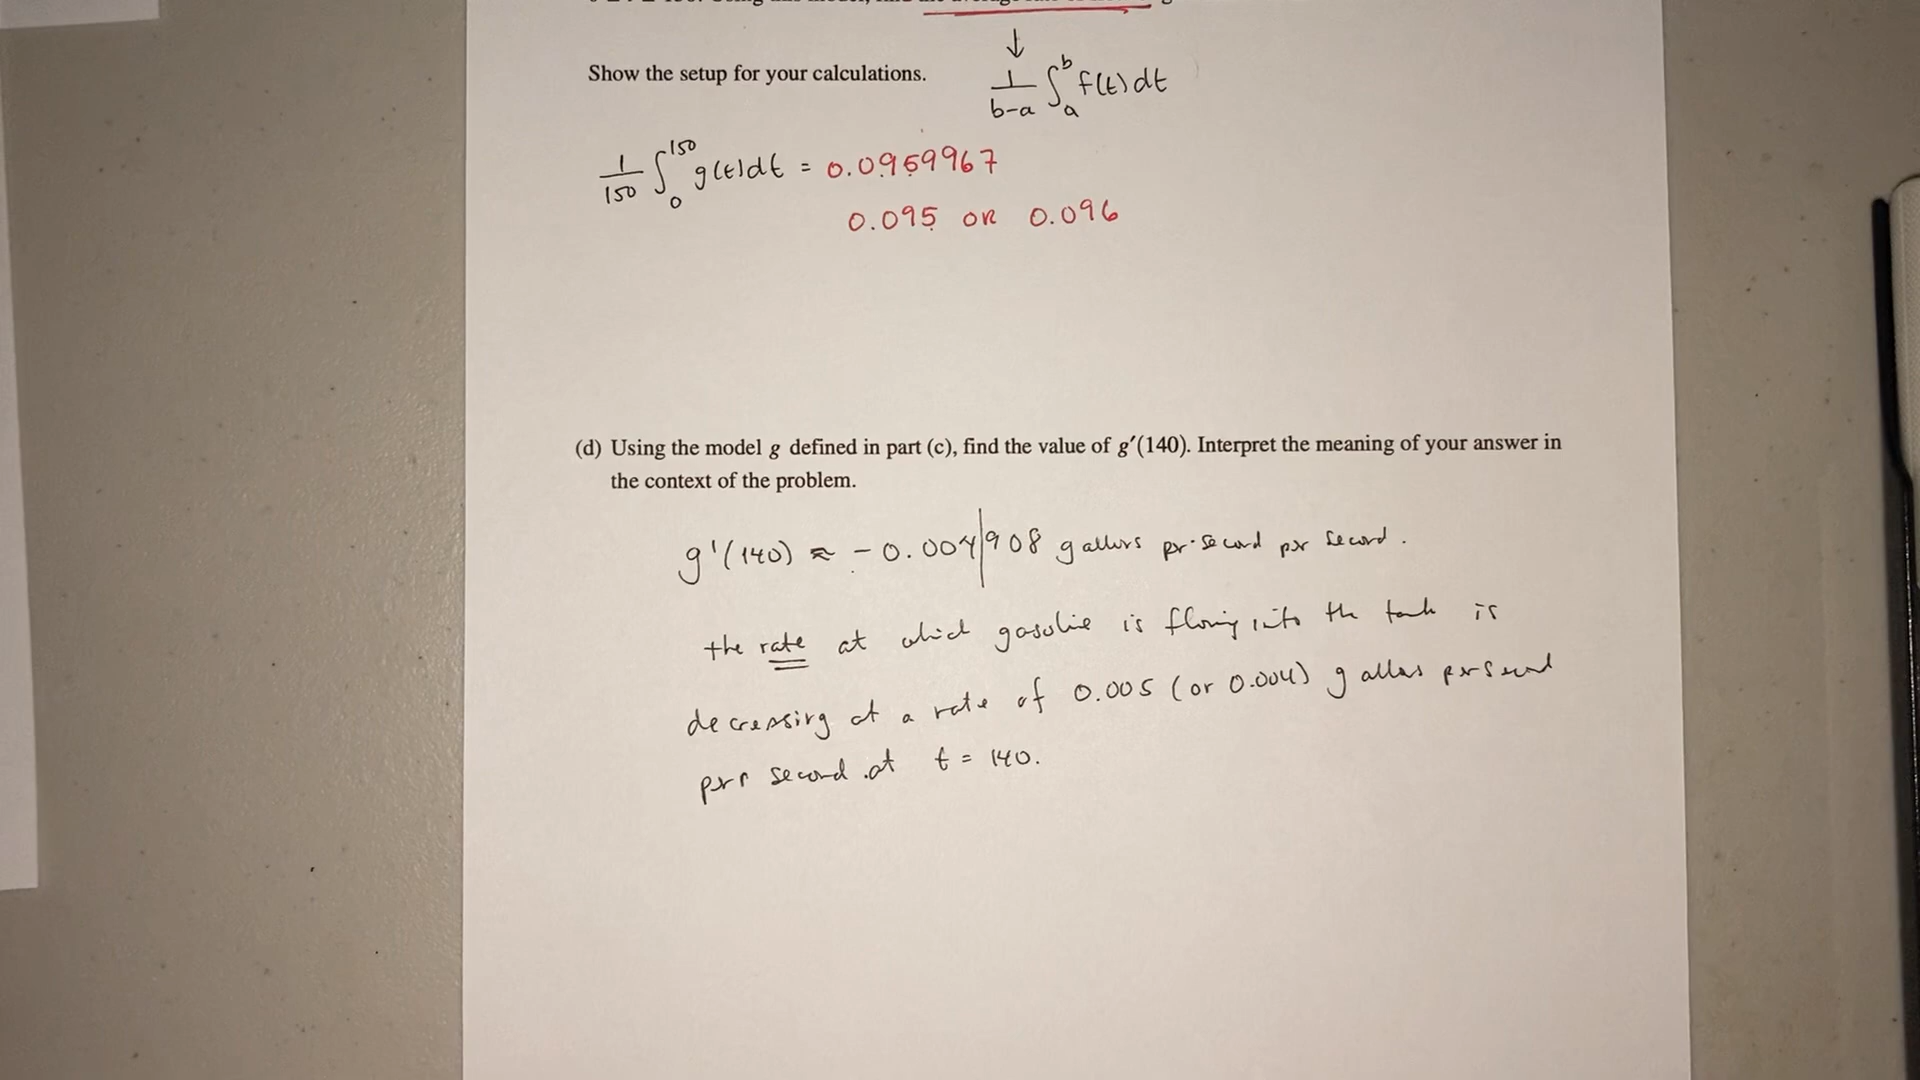 Show the setup for your calculations.
↓
1/(b-a) ∫_a^b f(t) dt
1/150 ∫_0^150 g(t) dt = 0.0959967
0.095 OR 0.096
(d) Using the model g defined in part (c), find the value of g′(140). Interpret the meaning of your answer in
the context of the problem.
g'(140) ≈ -0.004|908 gallons per second per second.
the rate at which gasoline is flowing into the tank is
decreasing at a rate of 0.005 (or 0.004) gallons per second
per second at t = 140.